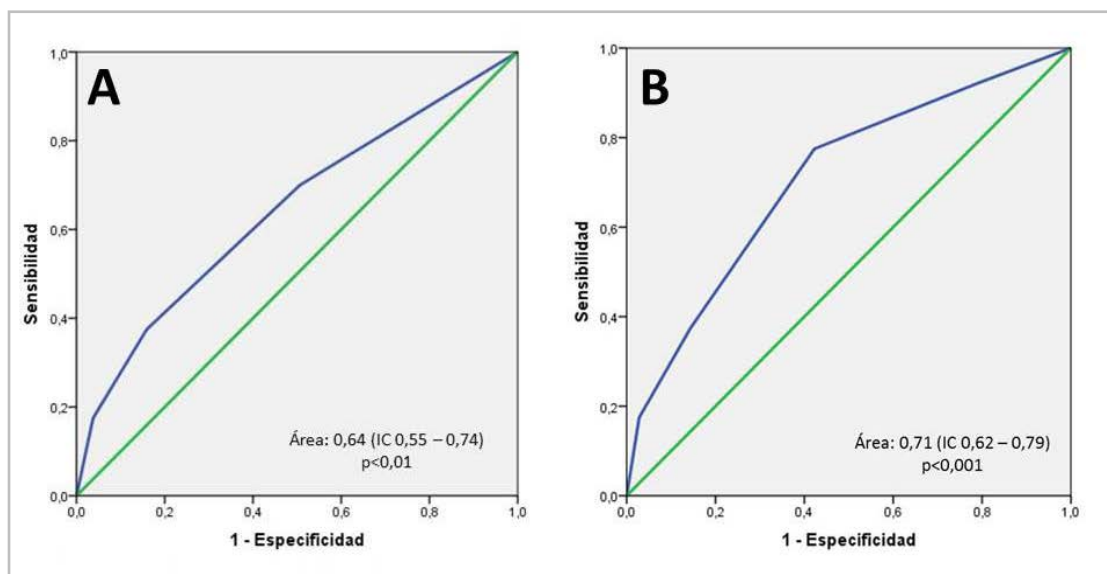 A
1,0
0,8
0,6
0,4
0,2
0,0
Sensibilidad
0,0 0,2 0,4 0,6 0,8 1,0
1 - Especificidad
Área: 0,64 (IC 0,55 – 0,74)
p<0,01
B
1,0
0,8
0,6
0,4
0,2
0,0
Sensibilidad
0,0 0,2 0,4 0,6 0,8 1,0
1 - Especificidad
Área: 0,71 (IC 0,62 – 0,79)
p<0,001